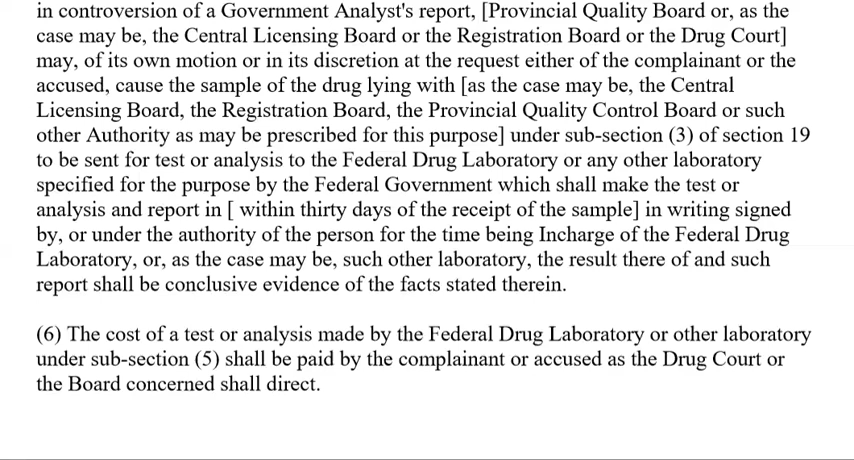 in controversion of a Government Analyst's report, [Provincial Quality Board or, as the
case may be, the Central Licensing Board or the Registration Board or the Drug Court]
may, of its own motion or in its discretion at the request either of the complainant or the
accused, cause the sample of the drug lying with [as the case may be, the Central
Licensing Board, the Registration Board, the Provincial Quality Control Board or such
other Authority as may be prescribed for this purpose] under sub-section (3) of section 19
to be sent for test or analysis to the Federal Drug Laboratory or any other laboratory
specified for the purpose by the Federal Government which shall make the test or
analysis and report in [ within thirty days of the receipt of the sample] in writing signed
by, or under the authority of the person for the time being Incharge of the Federal Drug
Laboratory, or, as the case may be, such other laboratory, the result there of and such
report shall be conclusive evidence of the facts stated therein.
(6) The cost of a test or analysis made by the Federal Drug Laboratory or other laboratory
under sub-section (5) shall be paid by the complainant or accused as the Drug Court or
the Board concerned shall direct.